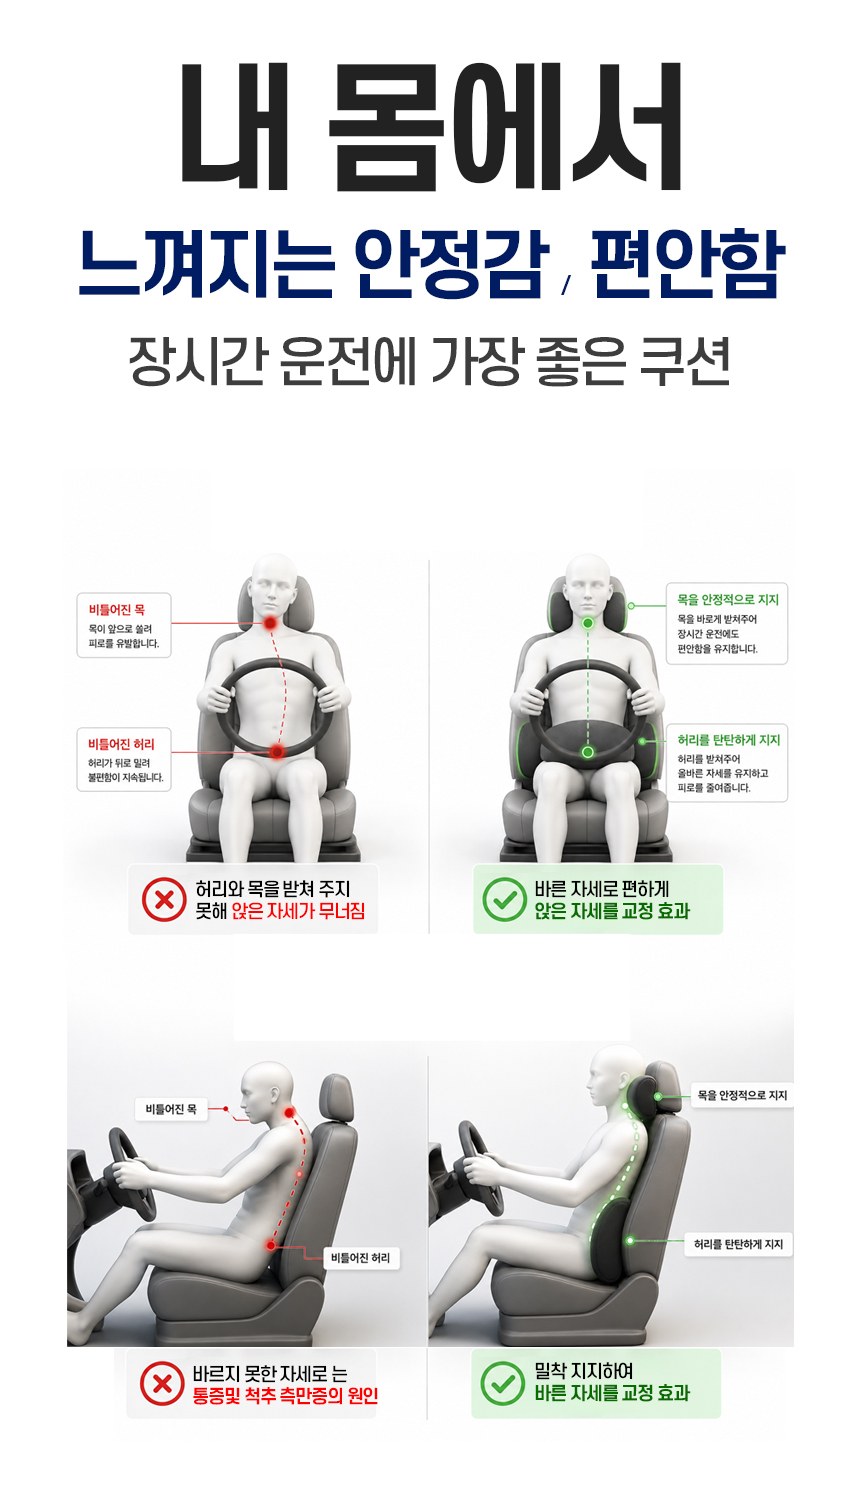 내 몸에서
느껴지는 안정감 , 편안함
장시간 운전에 가장 좋은 쿠션
비틀어진 목
목이 앞으로 쏠려
피로를 유발합니다.
비틀어진 허리
허리가 뒤로 밀려
불편함이 지속됩니다.
목을 안정적으로 지지
목을 바르게 받쳐주어
장시간 운전에도
편안함을 유지합니다.
허리를 탄탄하게 지지
허리를 받쳐주어
올바른 자세를 유지하고
피로를 줄여줍니다.
허리와 목을 받쳐 주지
못해 앉은 자세가 무너짐
바른 자세로 편하게
앉은 자세를 교정 효과
비틀어진 목
비틀어진 허리
목을 안정적으로 지지
허리를 탄탄하게 지지
바르지 못한 자세로 는
통증및 척추 측만증의 원인
밀착 지지하여
바른 자세를 교정 효과